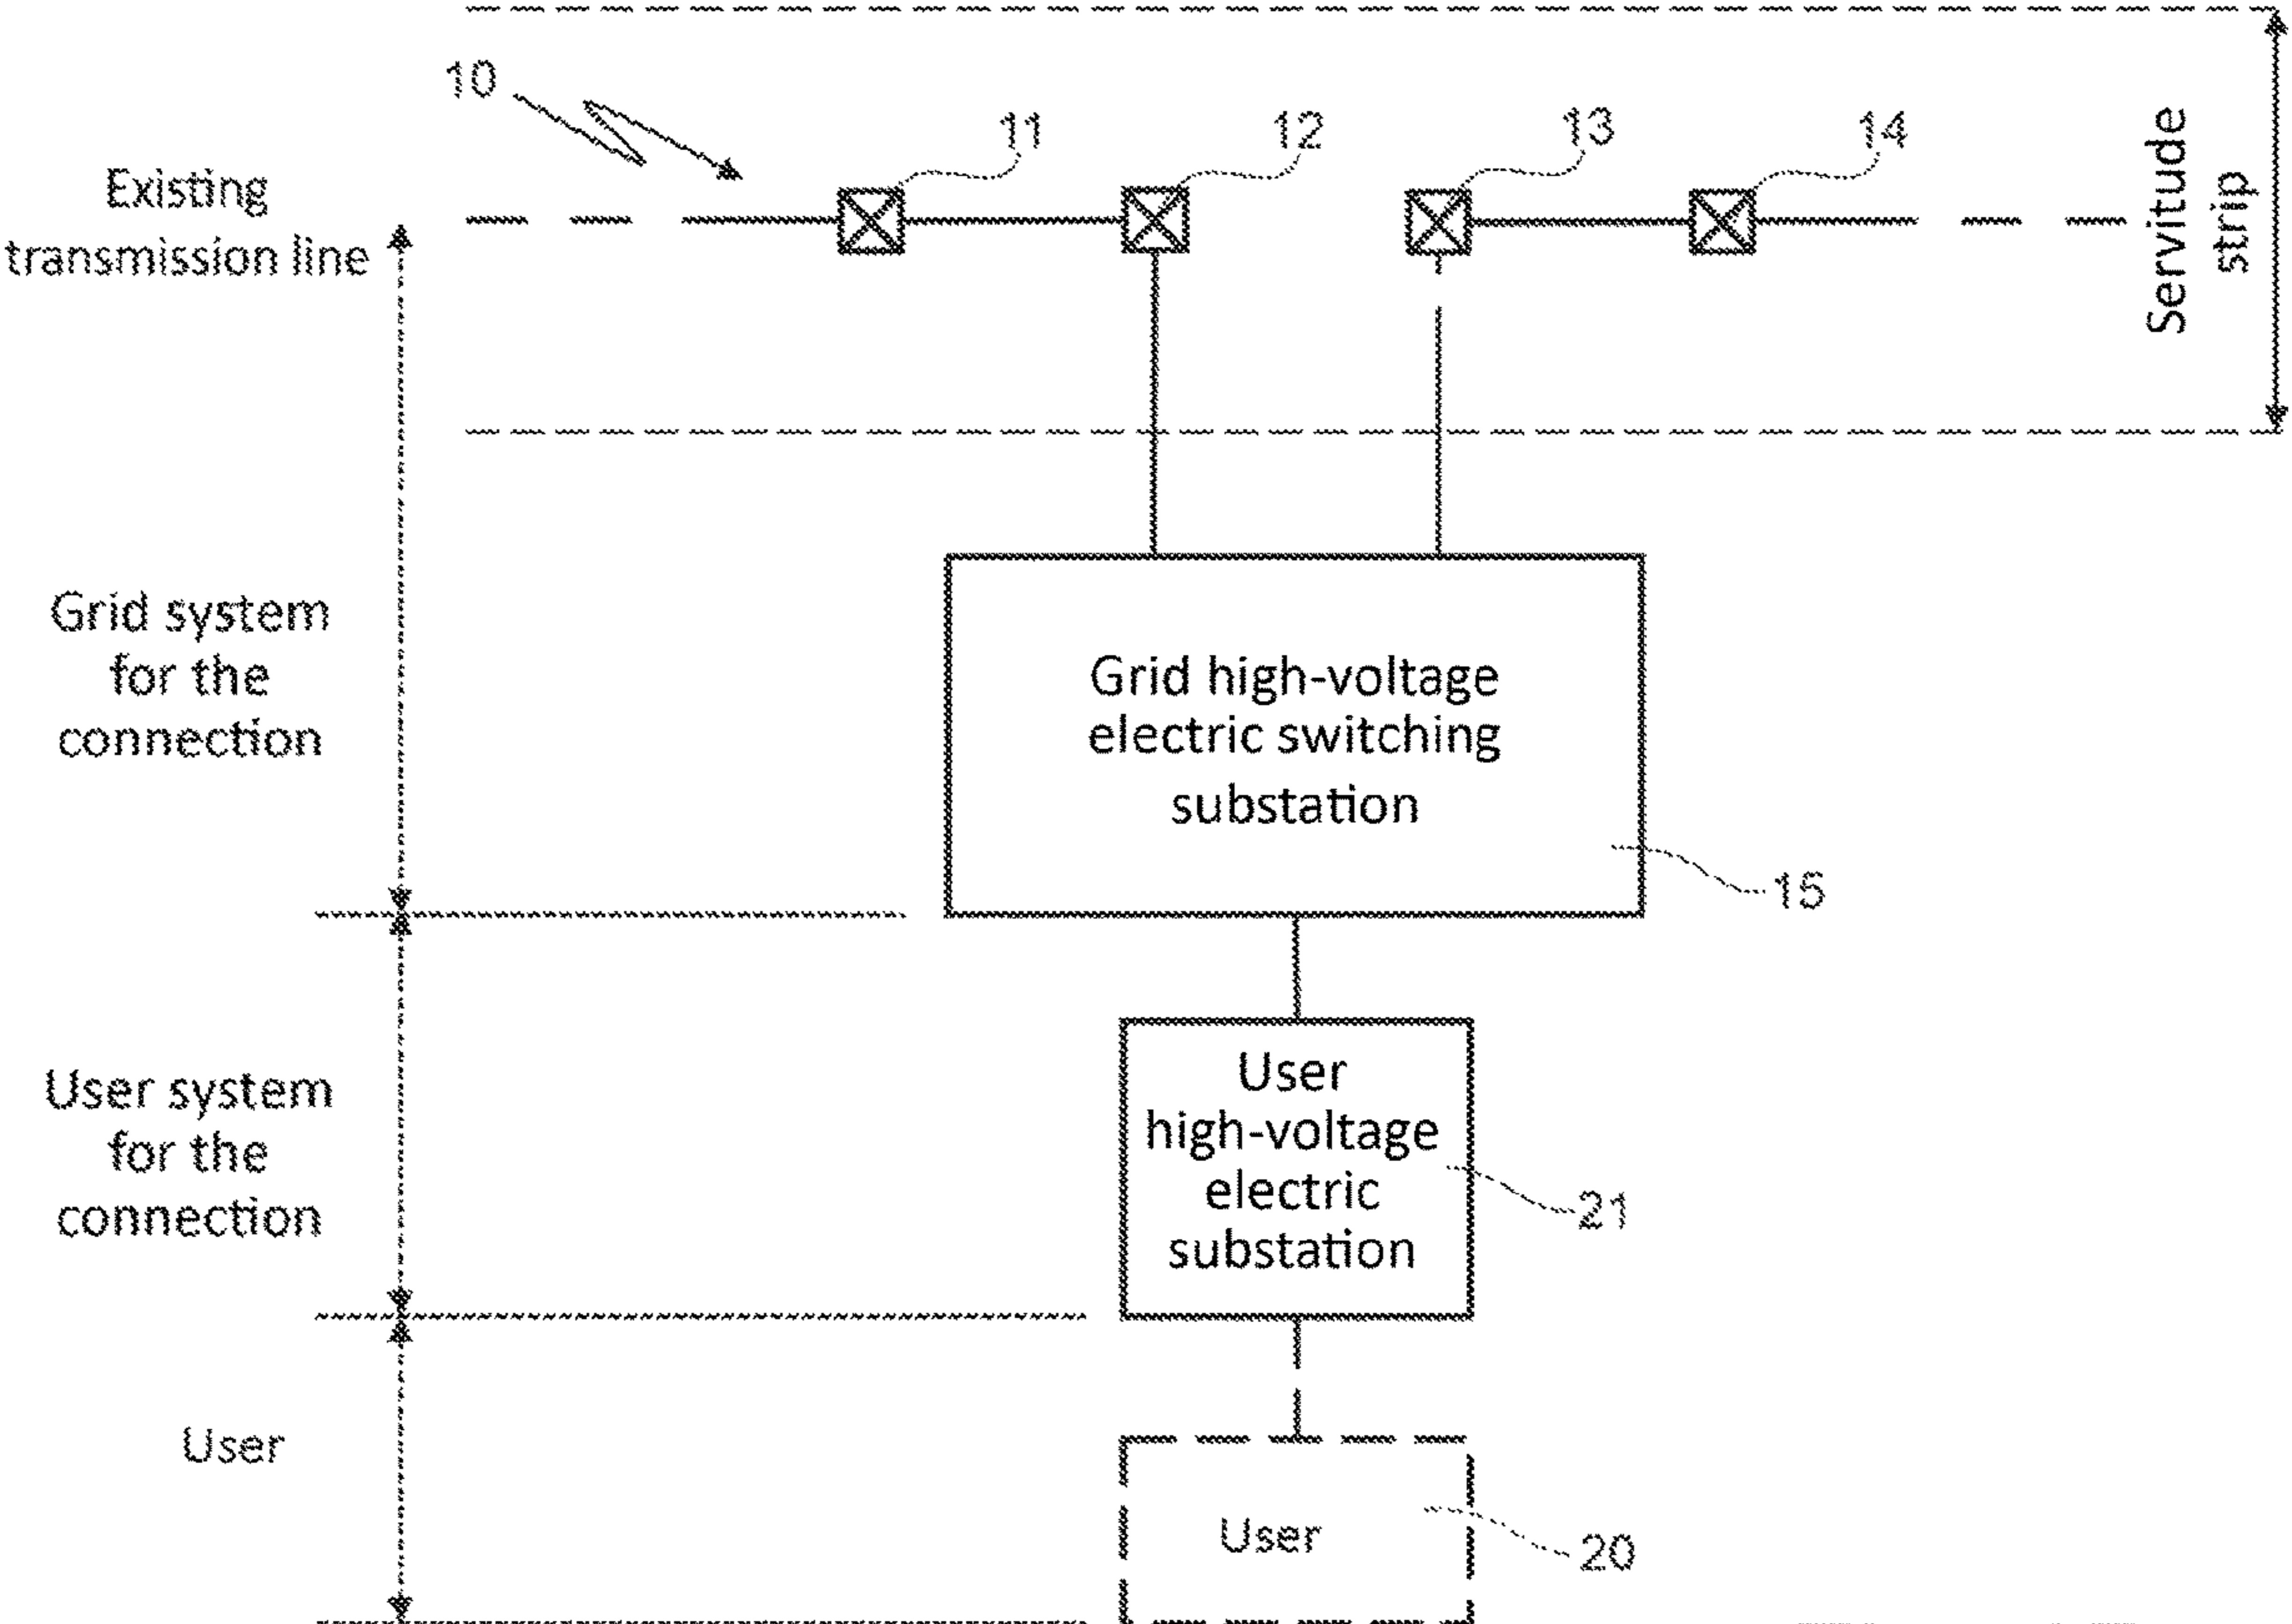 10
11
12
13
14
Existing
transmission line
Servitude
strip
Grid system
for the
connection
Grid high-voltage
electric switching
substation
15
User system
for the
connection
User
high-voltage
electric
substation
21
User
User
20